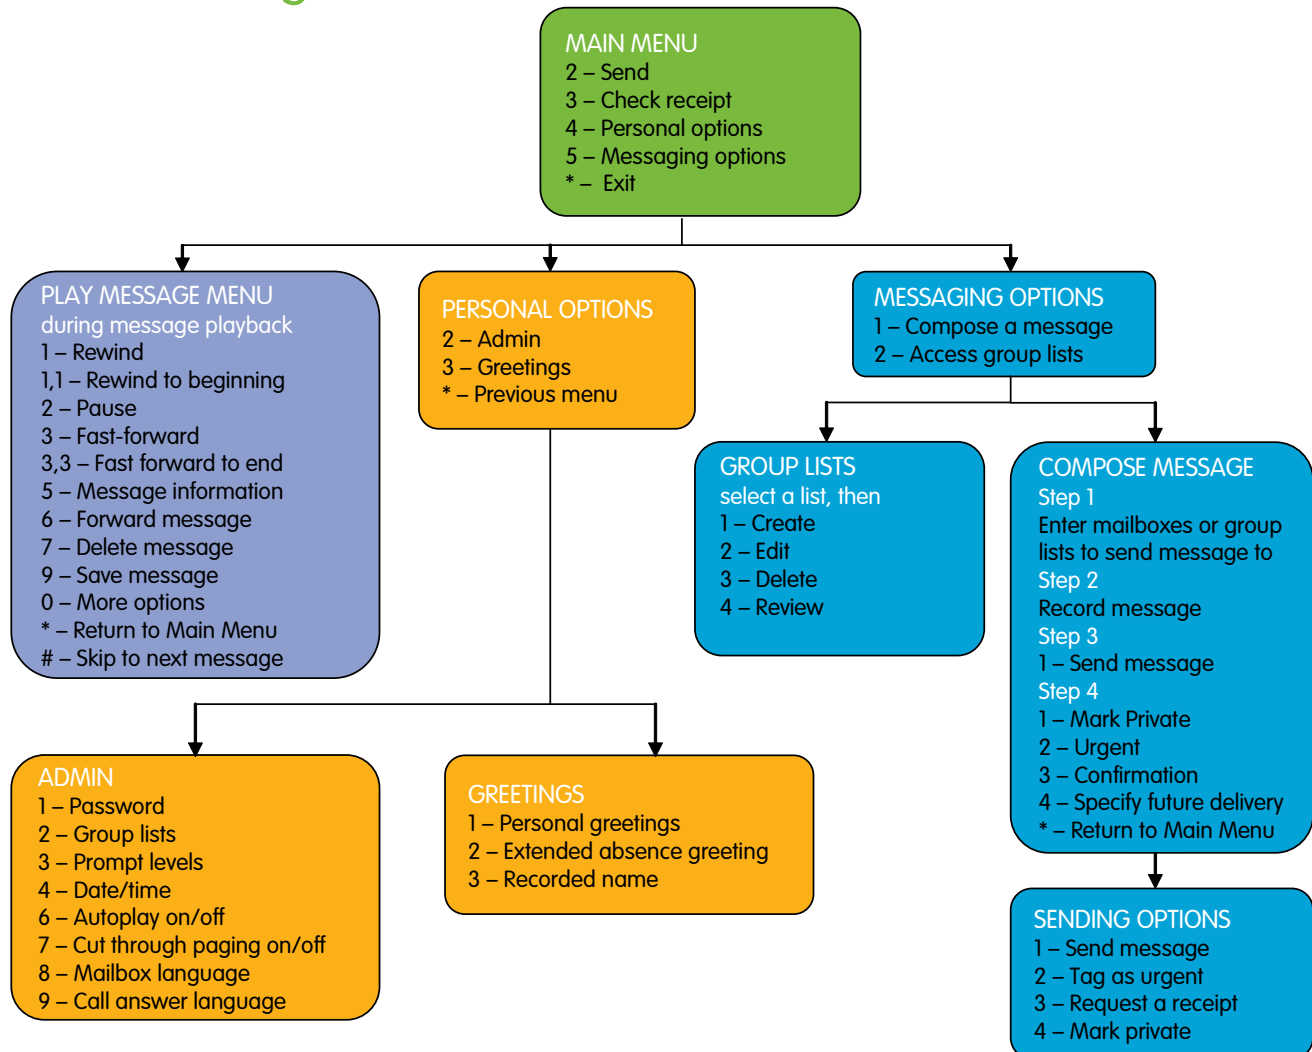 MAIN MENU
2 – Send
3 – Check receipt
4 – Personal options
5 – Messaging options
* – Exit
PLAY MESSAGE MENU
during message playback
1 – Rewind
1,1 – Rewind to beginning
2 – Pause
3 – Fast-forward
3,3 – Fast forward to end
5 – Message information
6 – Forward message
7 – Delete message
9 – Save message
0 – More options
* – Return to Main Menu
# – Skip to next message
PERSONAL OPTIONS
2 – Admin
3 – Greetings
* – Previous menu
MESSAGING OPTIONS
1 – Compose a message
2 – Access group lists
GROUP LISTS
select a list, then
1 – Create
2 – Edit
3 – Delete
4 – Review
COMPOSE MESSAGE
Step 1
Enter mailboxes or group
lists to send message to
Step 2
Record message
Step 3
1 – Send message
Step 4
1 – Mark Private
2 – Urgent
3 – Confirmation
4 – Specify future delivery
* – Return to Main Menu
ADMIN
1 – Password
2 – Group lists
3 – Prompt levels
4 – Date/time
6 – Autoplay on/off
7 – Cut through paging on/off
8 – Mailbox language
9 – Call answer language
GREETINGS
1 – Personal greetings
2 – Extended absence greeting
3 – Recorded name
SENDING OPTIONS
1 – Send message
2 – Tag as urgent
3 – Request a receipt
4 – Mark private